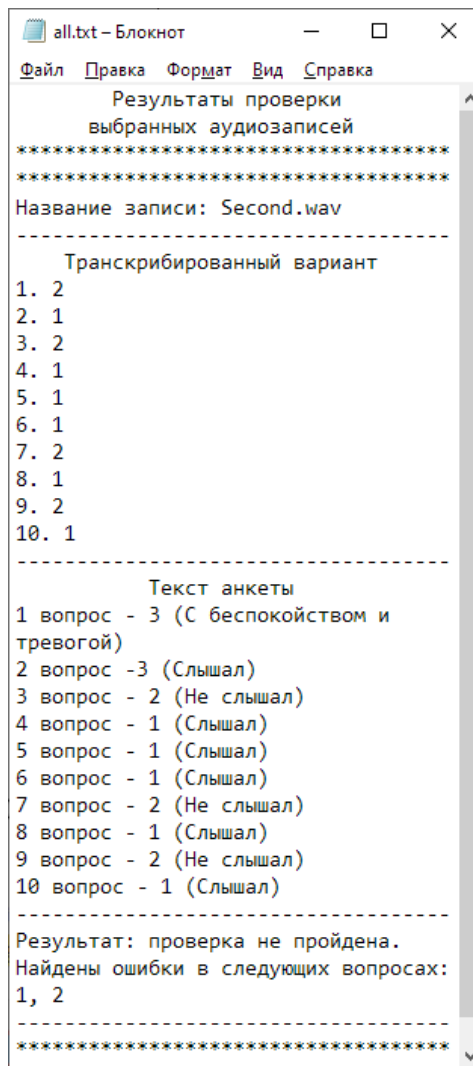 all.txt – Блокнот
Файл Правка Формат Вид Справка
Результаты проверки
выбранных аудиозаписей
************************************
************************************
Название записи: Second.wav
------------------------------------
Транскрибированный вариант
1. 2
2. 1
3. 2
4. 1
5. 1
6. 1
7. 2
8. 1
9. 2
10. 1
------------------------------------
Текст анкеты
1 вопрос - 3 (С беспокойством и
тревогой)
2 вопрос -3 (Слышал)
3 вопрос - 2 (Не слышал)
4 вопрос - 1 (Слышал)
5 вопрос - 1 (Слышал)
6 вопрос - 1 (Слышал)
7 вопрос - 2 (Не слышал)
8 вопрос - 1 (Слышал)
9 вопрос - 2 (Не слышал)
10 вопрос - 1 (Слышал)
------------------------------------
Результат: проверка не пройдена.
Найдены ошибки в следующих вопросах:
1, 2
------------------------------------
************************************